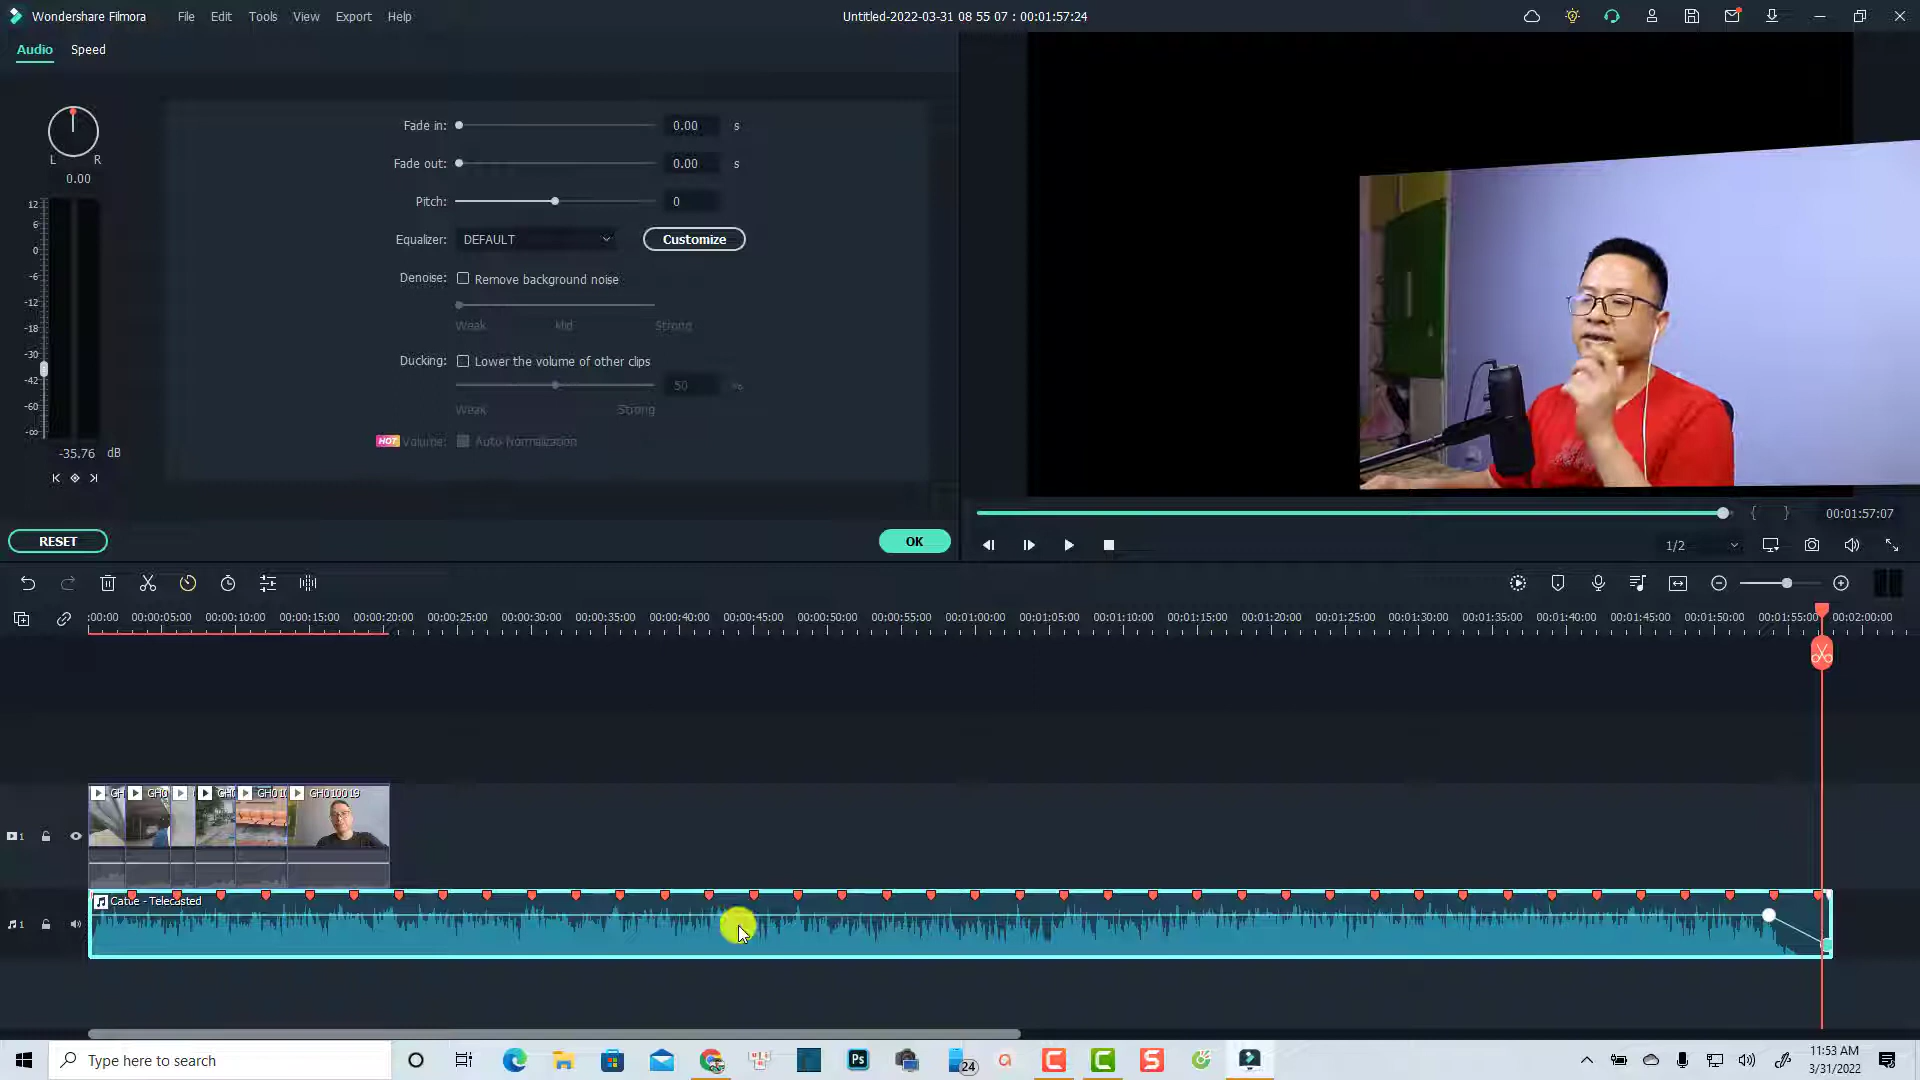 Wondershare Filmora File Edit Tools View Export Help Untitled-2022-03-31 08 55 07 : 00:01:57:24
Audio Speed
L R
0.00
12
6
0
-6
-12
-18
-30
-42
-60
-∞
-35.76 dB
Fade in: 0.00 s
Fade out: 0.00 s
Pitch: 0
Equalizer: DEFAULT Customize
Denoise: Remove background noise
Weak Mid Strong
Ducking: Lower the volume of other clips
50 %
Weak Strong
HOT Volume: Auto Normalization
RESET OK
{ } 00:01:57:07
1/2
:00:00 00:00:05:00 00:00:10:00 00:00:15:00 00:00:20:00 00:00:25:00 00:00:30:00 00:00:35:00 00:00:40:00 00:00:45:00 00:00:50:00 00:00:55:00 00:01:00:00 00:01:05:00 00:01:10:00 00:01:15:00 00:01:20:00 00:01:25:00 00:01:30:00 00:01:35:00 00:01:40:00 00:01:45:00 00:01:50:00 00:01:55:00 00:02:00:00
GH GH0 GH0 GH010 GH010019
1
Catue - Telecasted
1
Type here to search
Ps
24
11:53 AM
3/31/2022